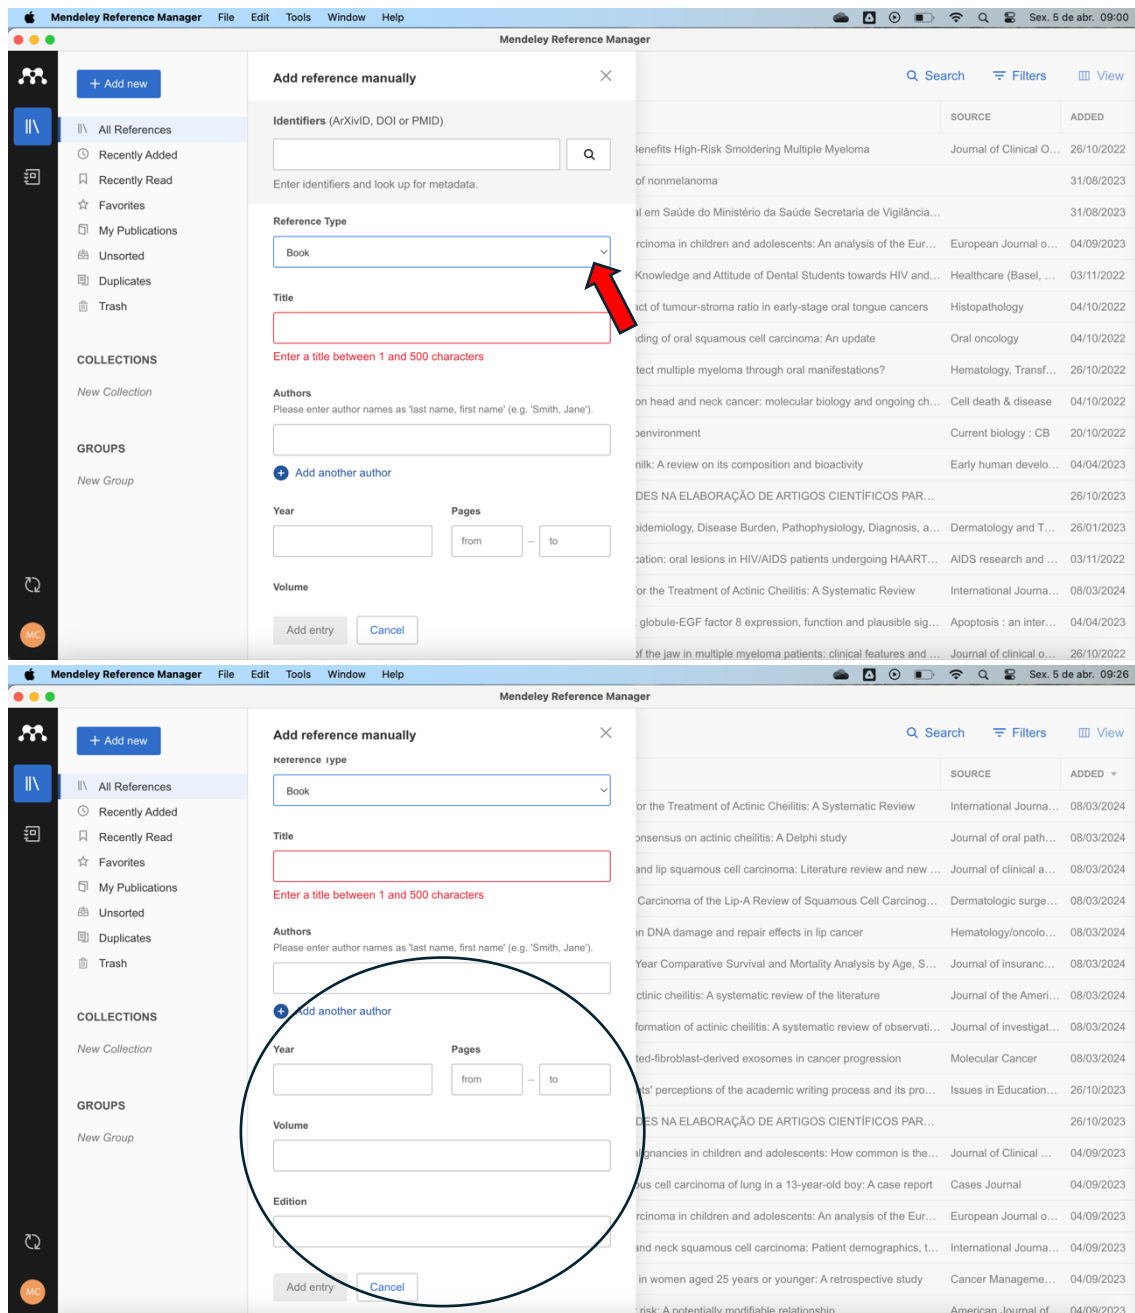 Mendeley Reference Manager File Edit Tools Window Help Sex. 5 de abr. 09:00
Mendeley Reference Manager
+ Add new
All References
Recently Added
Recently Read
Favorites
My Publications
Unsorted
Duplicates
Trash
COLLECTIONS
New Collection
GROUPS
New Group
MC
Add reference manually
Identifiers (ArXivID, DOI or PMID)
Enter identifiers and look up for metadata.
Reference Type
Book
Title
Enter a title between 1 and 500 characters
Authors
Please enter author names as 'last name, first name' (e.g. 'Smith, Jane').
Add another author
Year Pages
from – to
Volume
Add entry Cancel
Search Filters View
SOURCE ADDED
Benefits High-Risk Smoldering Multiple Myeloma Journal of Clinical O... 26/10/2022
of nonmelanoma 31/08/2023
al em Saúde do Ministério da Saúde Secretaria de Vigilância... 31/08/2023
rcinoma in children and adolescents: An analysis of the Eur... European Journal o... 04/09/2023
Knowledge and Attitude of Dental Students towards HIV and... Healthcare (Basel, ... 03/11/2022
act of tumour-stroma ratio in early-stage oral tongue cancers Histopathology 04/10/2022
ding of oral squamous cell carcinoma: An update Oral oncology 04/10/2022
tect multiple myeloma through oral manifestations? Hematology, Transf... 26/10/2022
on head and neck cancer: molecular biology and ongoing ch... Cell death & disease 04/10/2022
oenvironment Current biology : CB 20/10/2022
milk: A review on its composition and bioactivity Early human develo... 04/04/2023
DES NA ELABORAÇÃO DE ARTIGOS CIENTÍFICOS PAR... 26/10/2023
pidemiology, Disease Burden, Pathophysiology, Diagnosis, a... Dermatology and T... 26/01/2023
cation: oral lesions in HIV/AIDS patients undergoing HAART... AIDS research and ... 03/11/2022
for the Treatment of Actinic Cheilitis: A Systematic Review International Journa... 08/03/2024
globule-EGF factor 8 expression, function and plausible sig... Apoptosis : an inter... 04/04/2023
of the jaw in multiple myeloma patients: clinical features and ... Journal of clinical o... 26/10/2022
Mendeley Reference Manager File Edit Tools Window Help Sex. 5 de abr. 09:26
Mendeley Reference Manager
+ Add new
All References
Recently Added
Recently Read
Favorites
My Publications
Unsorted
Duplicates
Trash
COLLECTIONS
New Collection
GROUPS
New Group
MC
Add reference manually
Reference Type
Book
Title
Enter a title between 1 and 500 characters
Authors
Please enter author names as 'last name, first name' (e.g. 'Smith, Jane').
Add another author
Year Pages
from – to
Volume
Edition
Add entry Cancel
Search Filters View
SOURCE ADDED
for the Treatment of Actinic Cheilitis: A Systematic Review International Journa... 08/03/2024
onsensus on actinic cheilitis: A Delphi study Journal of oral path... 08/03/2024
and lip squamous cell carcinoma: Literature review and new ... Journal of clinical a... 08/03/2024
Carcinoma of the Lip-A Review of Squamous Cell Carcinog... Dermatologic surge... 08/03/2024
on DNA damage and repair effects in lip cancer Hematology/oncolo... 08/03/2024
Year Comparative Survival and Mortality Analysis by Age, S... Journal of insuranc... 08/03/2024
ctinic cheilitis: A systematic review of the literature Journal of the Ameri... 08/03/2024
formation of actinic cheilitis: A systematic review of observati... Journal of investigat... 08/03/2024
ted-fibroblast-derived exosomes in cancer progression Molecular Cancer 08/03/2024
nts' perceptions of the academic writing process and its pro... Issues in Education... 26/10/2023
DES NA ELABORAÇÃO DE ARTIGOS CIENTÍFICOS PAR... 26/10/2023
alignancies in children and adolescents: How common is the... Journal of Clinical ... 04/09/2023
ous cell carcinoma of lung in a 13-year-old boy: A case report Cases Journal 04/09/2023
rcinoma in children and adolescents: An analysis of the Eur... European Journal o... 04/09/2023
and neck squamous cell carcinoma: Patient demographics, t... International Journa... 04/09/2023
in women aged 25 years or younger: A retrospective study Cancer Manageme... 04/09/2023
risk: A potentially modifiable relationship American Journal of 04/09/2023